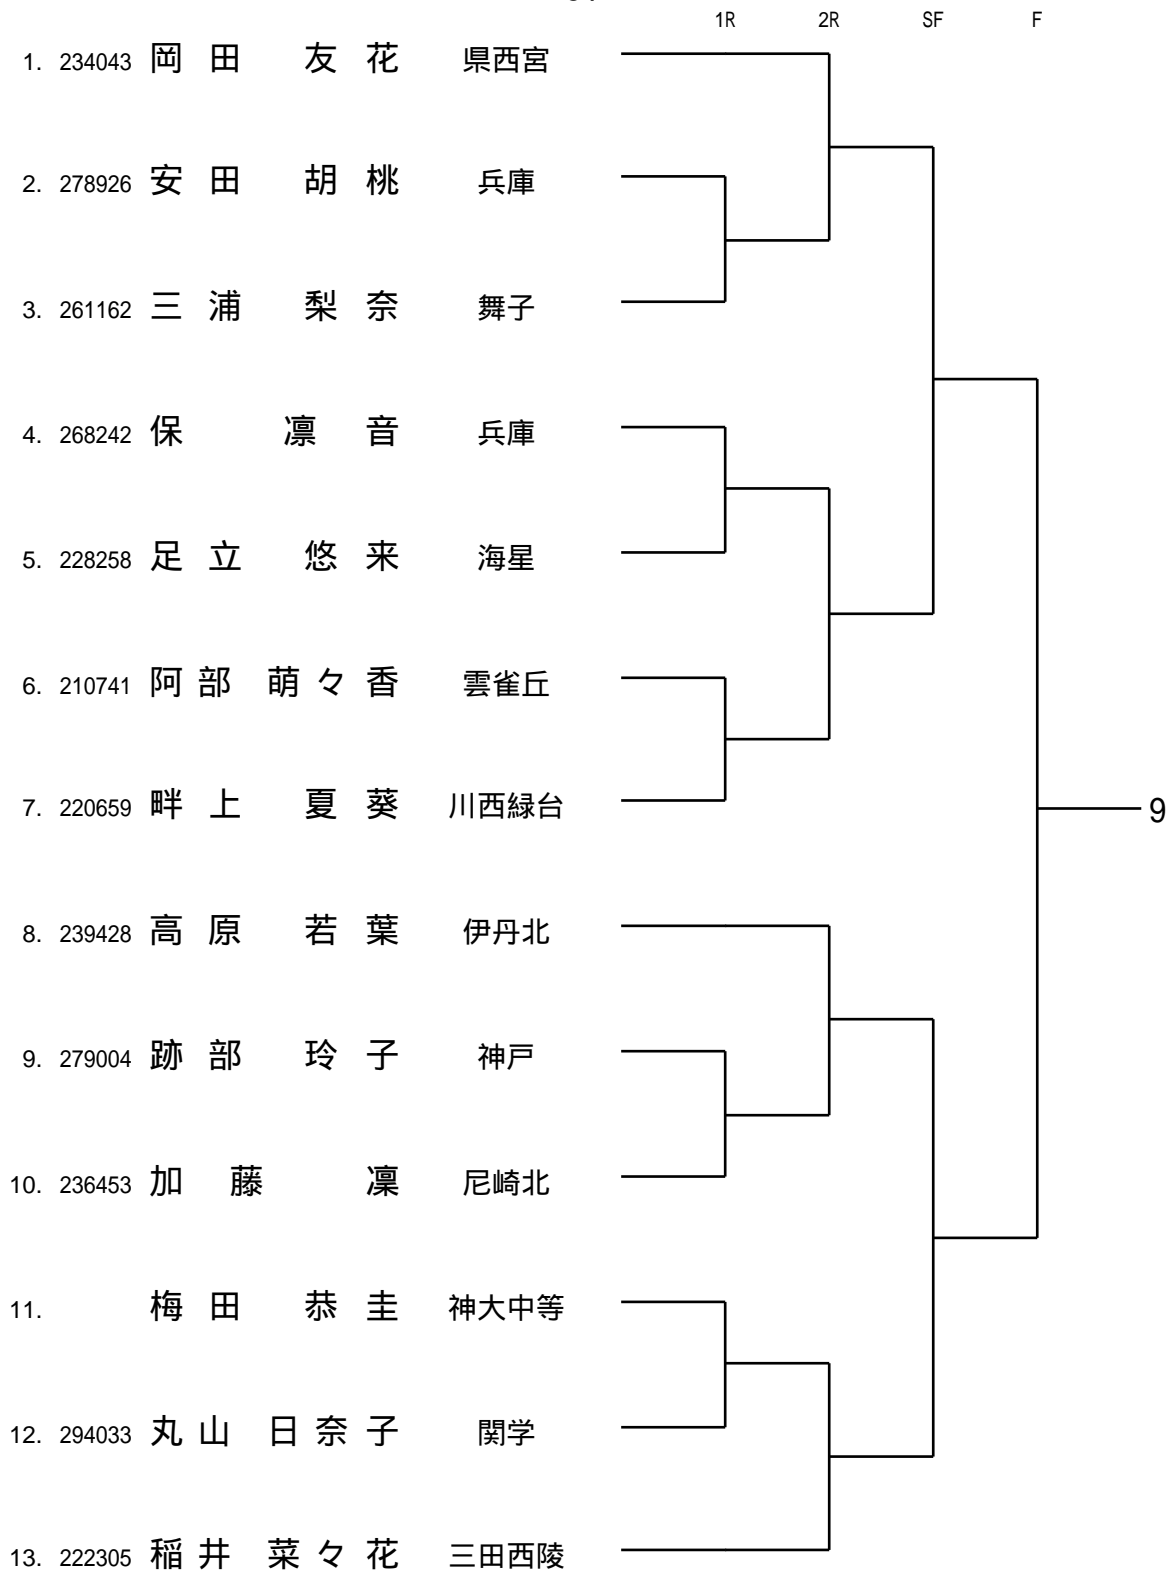 1R 2R SF F
1. 234043 岡田 友花 県西宮
2. 278926 安田 胡桃 兵庫
3. 261162 三浦 梨奈 舞子
4. 268242 保 凛音 兵庫
5. 228258 足立 悠来 海星
6. 210741 阿部 萌々香 雲雀丘
7. 220659 畔上 夏葵 川西緑台
9
8. 239428 高原 若葉 伊丹北
9. 279004 跡部 玲子 神戸
10. 236453 加藤 凜 尼崎北
11. 梅田 恭圭 神大中等
12. 294033 丸山 日奈子 関学
13. 222305 稲井 菜々花 三田西陵